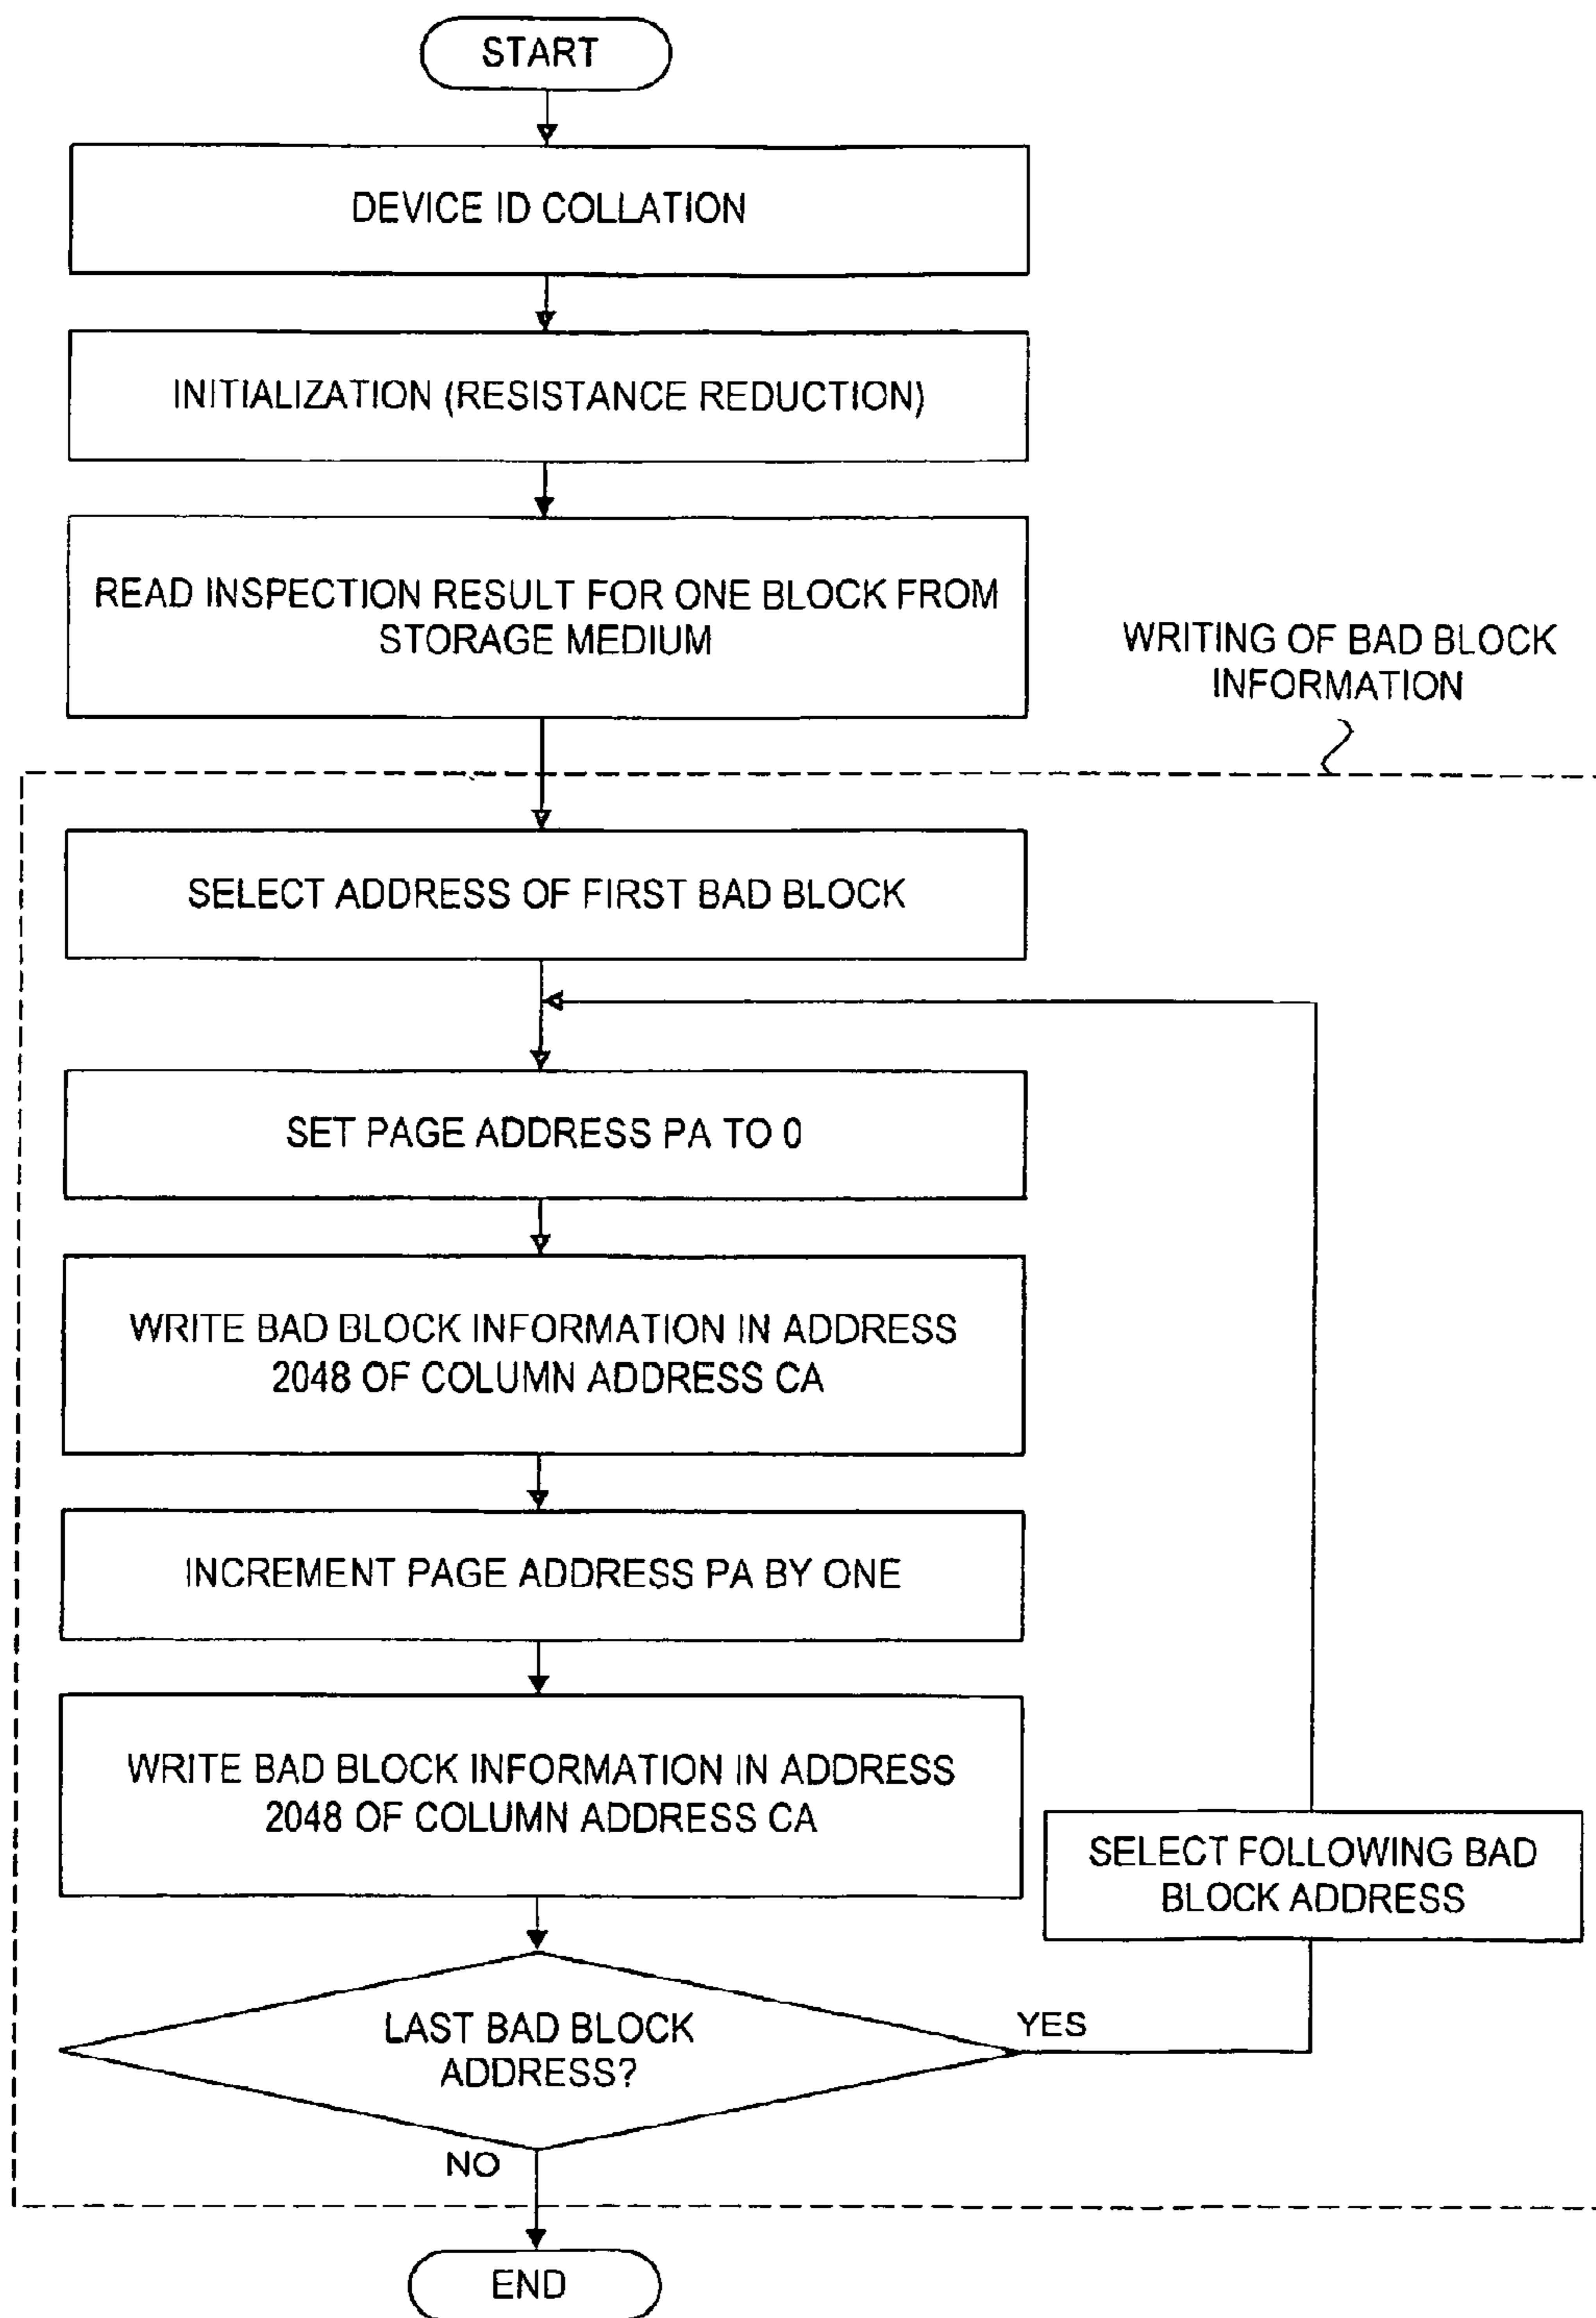 START
DEVICE ID COLLATION
INITIALIZATION (RESISTANCE REDUCTION)
READ INSPECTION RESULT FOR ONE BLOCK FROM
STORAGE MEDIUM
WRITING OF BAD BLOCK
INFORMATION
SELECT ADDRESS OF FIRST BAD BLOCK
SET PAGE ADDRESS PA TO 0
WRITE BAD BLOCK INFORMATION IN ADDRESS
2048 OF COLUMN ADDRESS CA
INCREMENT PAGE ADDRESS PA BY ONE
WRITE BAD BLOCK INFORMATION IN ADDRESS
2048 OF COLUMN ADDRESS CA
SELECT FOLLOWING BAD
BLOCK ADDRESS
LAST BAD BLOCK
ADDRESS?
YES
NO
END